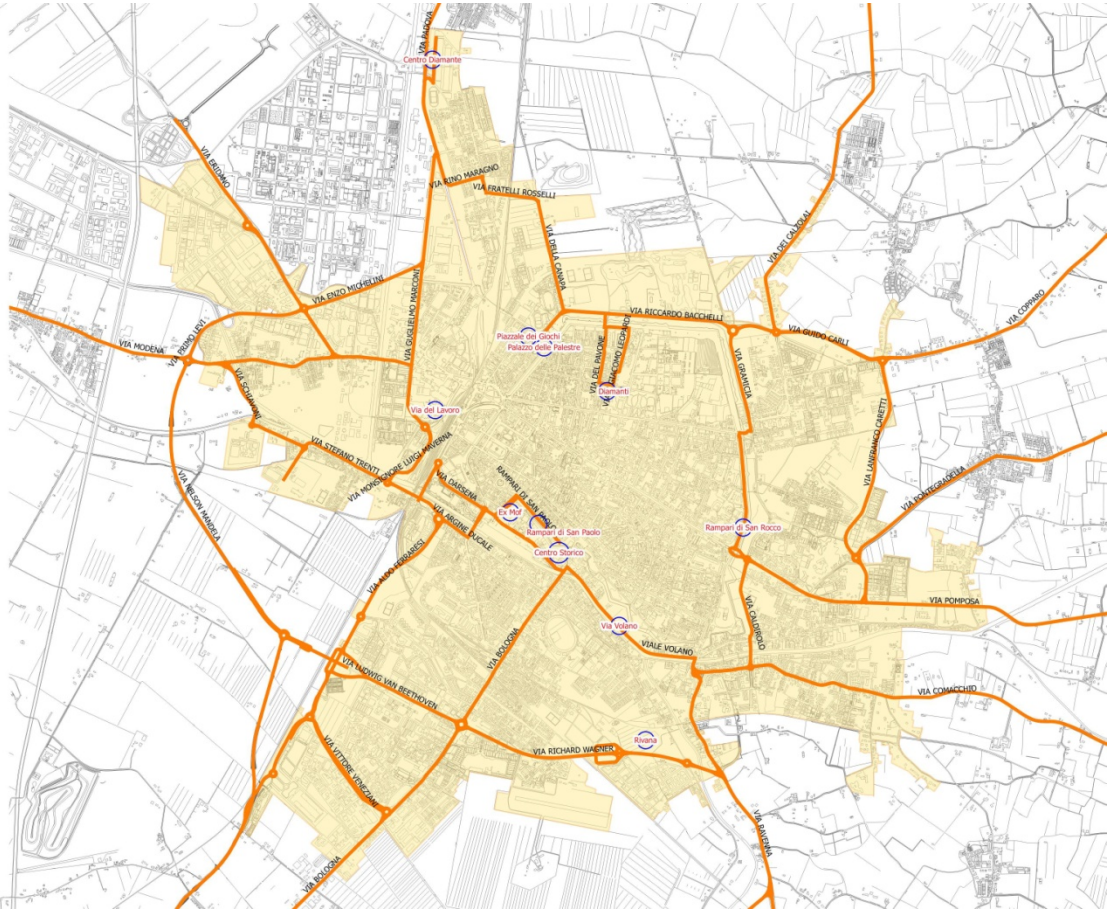 VIA PADOVA
Centro Diamante
VIA ERIDANO
VIA RINO MARAGNO
VIA FRATELLI ROSSELLI
VIA DELLA CANAPA
VIA DEI CALZOLAI
VIA COPPARO
VIA ENZO MICHELINI
VIA GUGLIELMO MARCONI
VIA RICCARDO BACCHELLI
VIA GUIDO CARLI
VIA MODENA
VIA PRIMO LEVI
Piazzale dei Giochi
Palazzo delle Palestre
VIA DEL PAVONE
VIA GIACOMO LEOPARDI
VIA GRAMICIA
Diamanti
VIA SCHIAVONI
Via del Lavoro
VIA LANFRANCO CARETTI
VIA STEFANO TRENTI
VIA MONSIGNORE LUIGI MAVERNA
VIA DARSENA
RAMPARI DI SAN PAOLO
VIA PONTEGRADELLA
VIA NELSON MANDELA
VIA ARGINE DUCALE
Ex Mof
Rampari di San Paolo
Rampari di San Rocco
Centro Storico
VIA ALDO FERRARESI
VIA POMPOSA
VIA CALDIROLO
Via Volano
VIALE VOLANO
VIA BOLOGNA
VIA LUDWIG VAN BEETHOVEN
VIA COMACCHIO
Rivana
VIA RICHARD WAGNER
VIA VITTORE VENEZIANI
VIA RAVENNA
VIA BOLOGNA